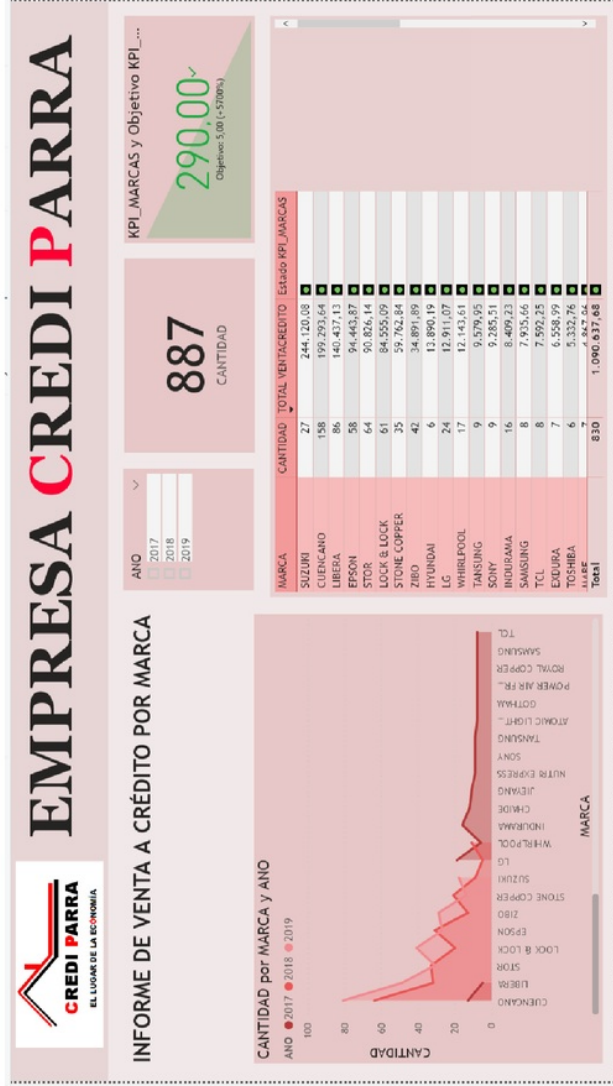 CREDI PARRA
EL LUGAR DE LA ECONOMÍA
EMPRESA CREDI PARRA
INFORME DE VENTA A CRÉDITO POR MARCA
ANO
2017
2018
2019
887
CANTIDAD
KPI_MARCAS y Objetivo KPI_...
290,00
Objetivo: 5,00 (+5700%)
CANTIDAD por MARCA y ANO
ANO 2017 2018 2019
CANTIDAD
100
80
60
40
20
0
CUENCANO
LIBERA
STOR
LOCK & LOCK
EPSON
ZIBO
STONE COPPER
SUZUKI
LG
WHIRLPOOL
INDURAMA
CHAIDE
JIEYANG
NUTRI EXPRESS
SONY
TANSUNG
ATOMIC LIGHT...
GOTHAM
POWER AIR FR...
ROYAL COPPER
SAMSUNG
TCL
MARCA
MARCA CANTIDAD TOTAL VENTACREDITO Estado KPI_MARCAS
SUZUKI 27 244.120,08
CUENCANO 158 199.293,64
LIBERA 86 140.437,13
EPSON 58 94.443,87
STOR 64 90.826,14
LOCK & LOCK 61 84.555,09
STONE COPPER 35 59.762,84
ZIBO 42 34.891,89
HYUNDAI 6 13.890,19
LG 24 12.911,07
WHIRLPOOL 17 12.143,61
TANSUNG 9 9.579,95
SONY 9 9.285,51
INDURAMA 16 8.409,23
SAMSUNG 8 7.935,66
TCL 8 7.592,25
EXDURA 7 6.558,99
TOSHIBA 6 5.332,76
Total 830 1.090.637,68